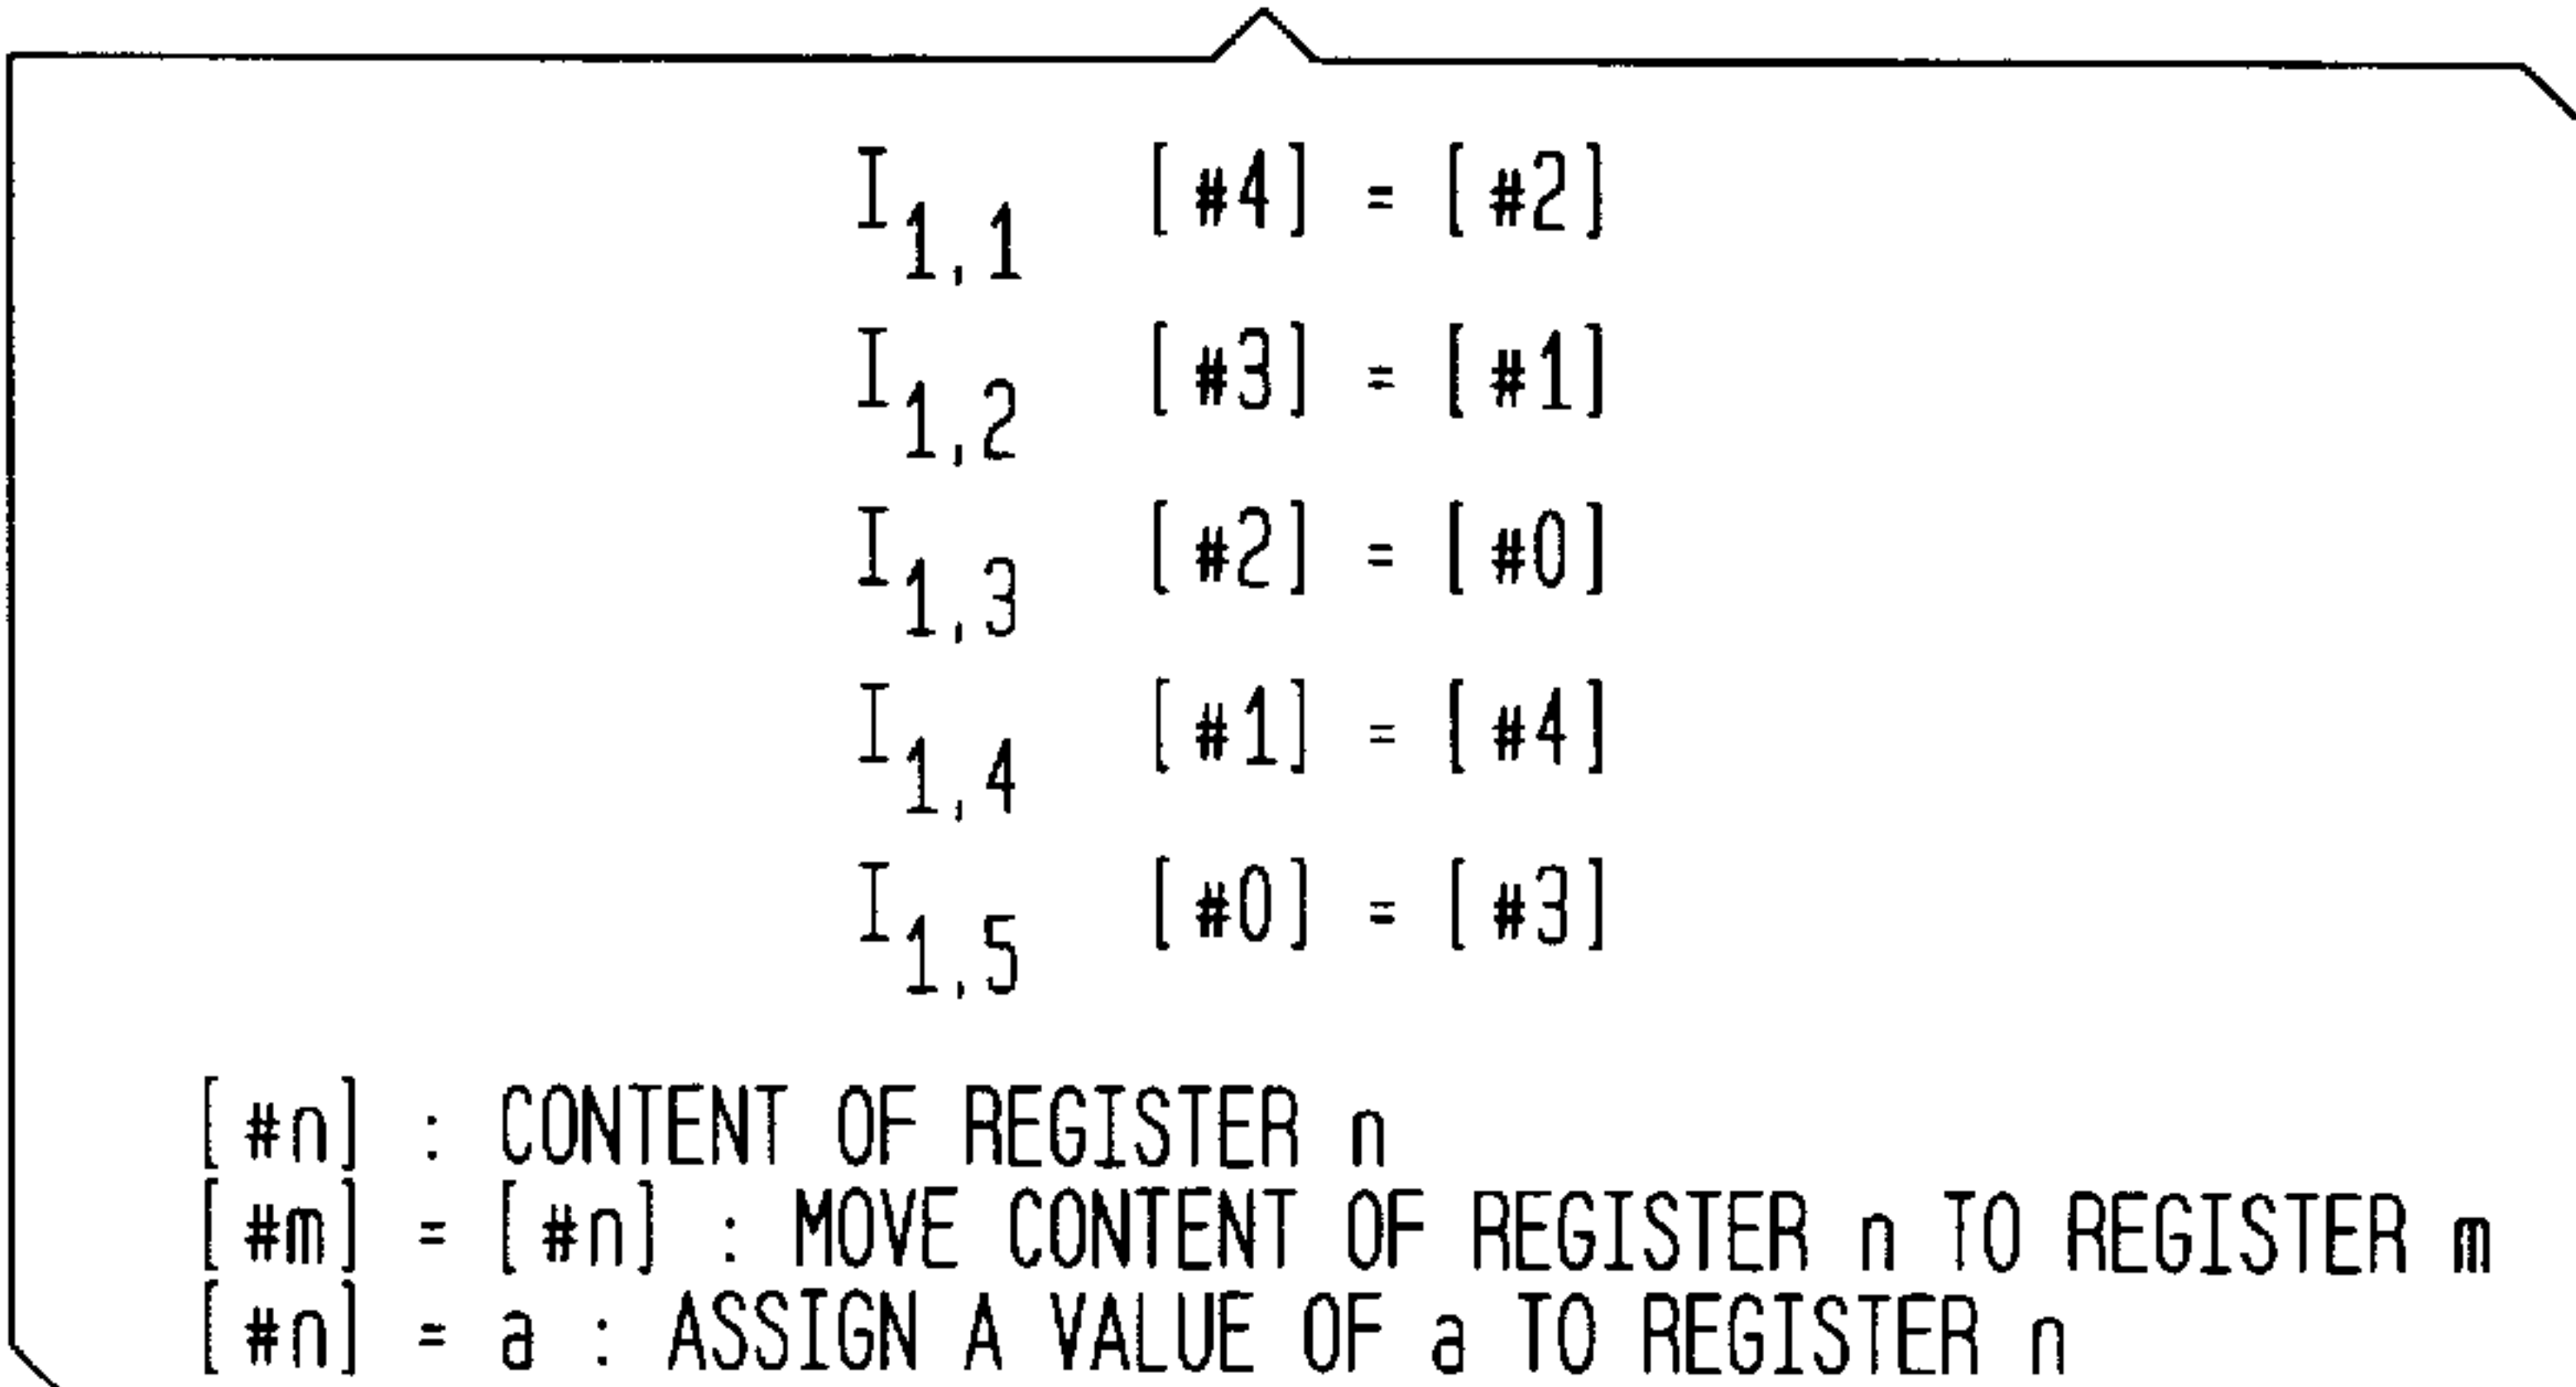 I1,1 [#4] = [#2]
I1,2 [#3] = [#1]
I1,3 [#2] = [#0]
I1,4 [#1] = [#4]
I1,5 [#0] = [#3]
[#n] : CONTENT OF REGISTER n
[#m] = [#n] : MOVE CONTENT OF REGISTER n TO REGISTER m
[#n] = a : ASSIGN A VALUE OF a TO REGISTER n